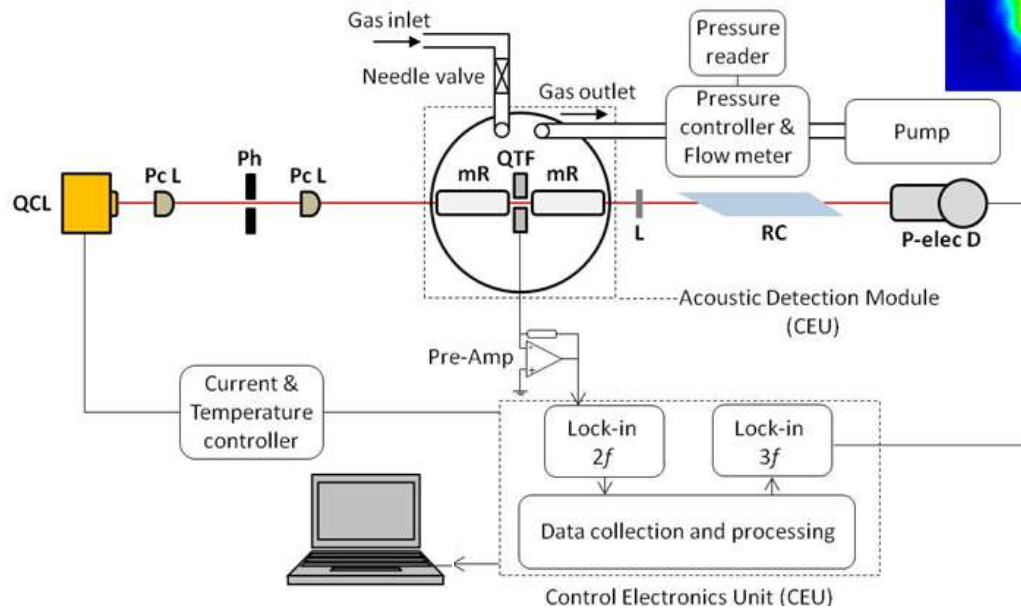 Gas inlet
Needle valve
Gas outlet
Pressure
reader
Pressure
controller &
Flow meter
Pump
QCL
Pc L
Ph
Pc L
mR
QTF
mR
L
RC
P-elec D
Acoustic Detection Module
(CEU)
Pre-Amp
-
+
Current &
Temperature
controller
Lock-in
2f
Lock-in
3f
Data collection and processing
Control Electronics Unit (CEU)